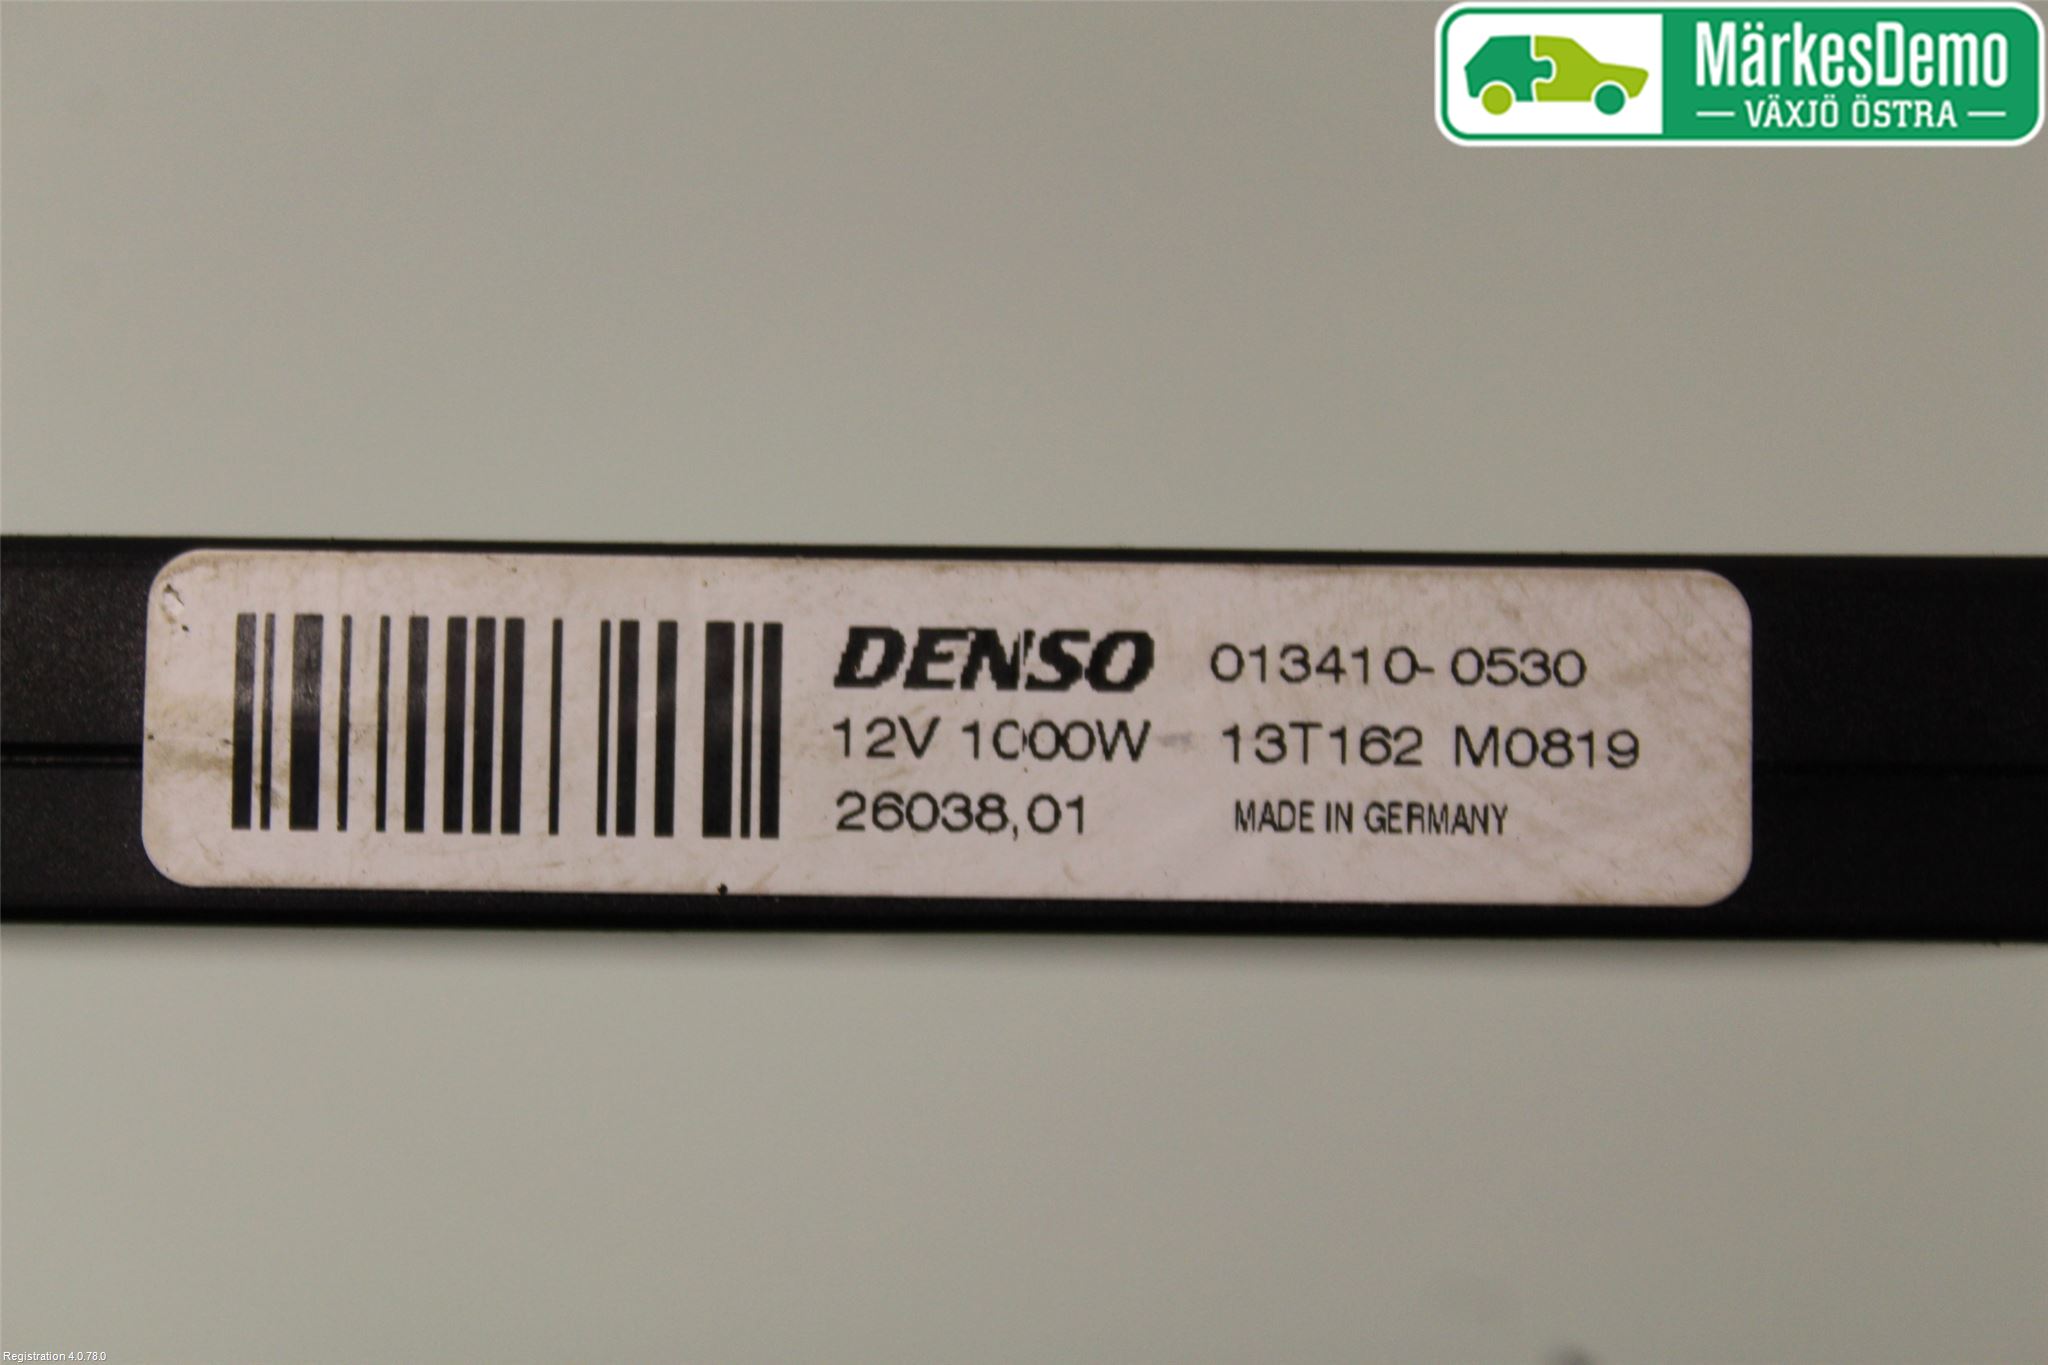 MärkesDemo
VÄXJÖ ÖSTRA
DENSO 013410-0530
12V 1000W 13T162 M0819
26038,01 MADE IN GERMANY
Registration 4.0.78.0